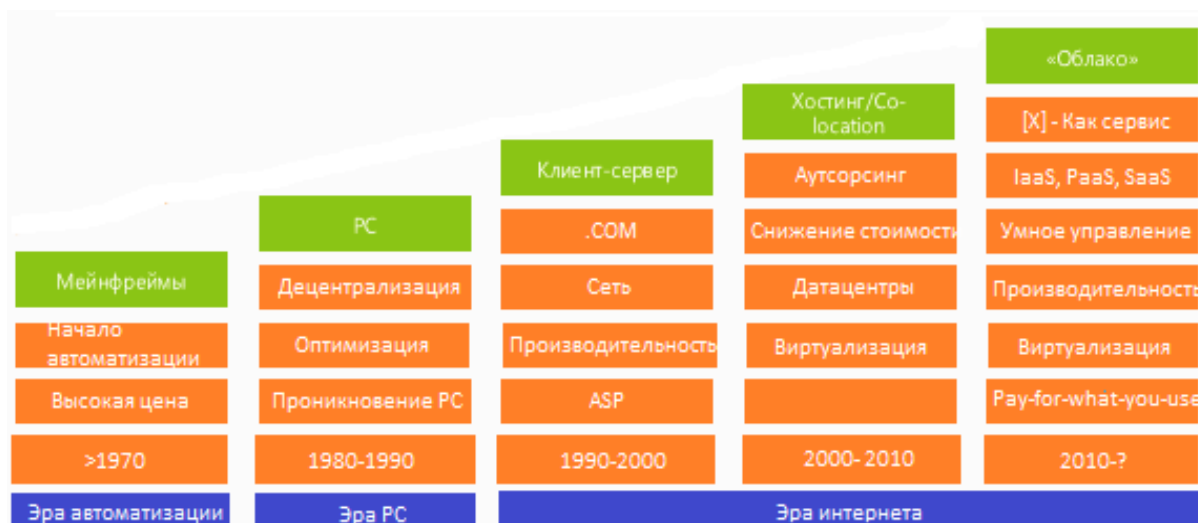 «Облако»
[X] - Как сервис
IaaS, PaaS, SaaS
Умное управление
Производительность
Виртуализация
Pay-for-what-you-use
2010-?
Хостинг/Co-
location
Аутсорсинг
Снижение стоимости
Датацентры
Виртуализация
2000-2010
Клиент-сервер
.COM
Сеть
Производительность
ASP
1990-2000
PC
Децентрализация
Оптимизация
Проникновение PC
1980-1990
Мейнфреймы
Начало
автоматизации
Высокая цена
>1970
Эра автоматизации
Эра PC
Эра интернета